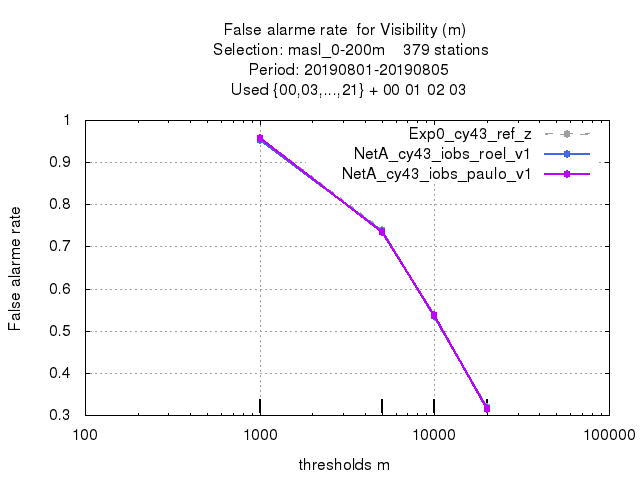 False alarme rate  for Visibility (m)
Selection: masl_0-200m    379 stations
Period: 20190801-20190805
Used {00,03,...,21} + 00 01 02 03
Exp0_cy43_ref_z
NetA_cy43_iobs_roel_v1
NetA_cy43_iobs_paulo_v1
False alarme rate
1
0.9
0.8
0.7
0.6
0.5
0.4
0.3
100
1000
10000
100000
thresholds m